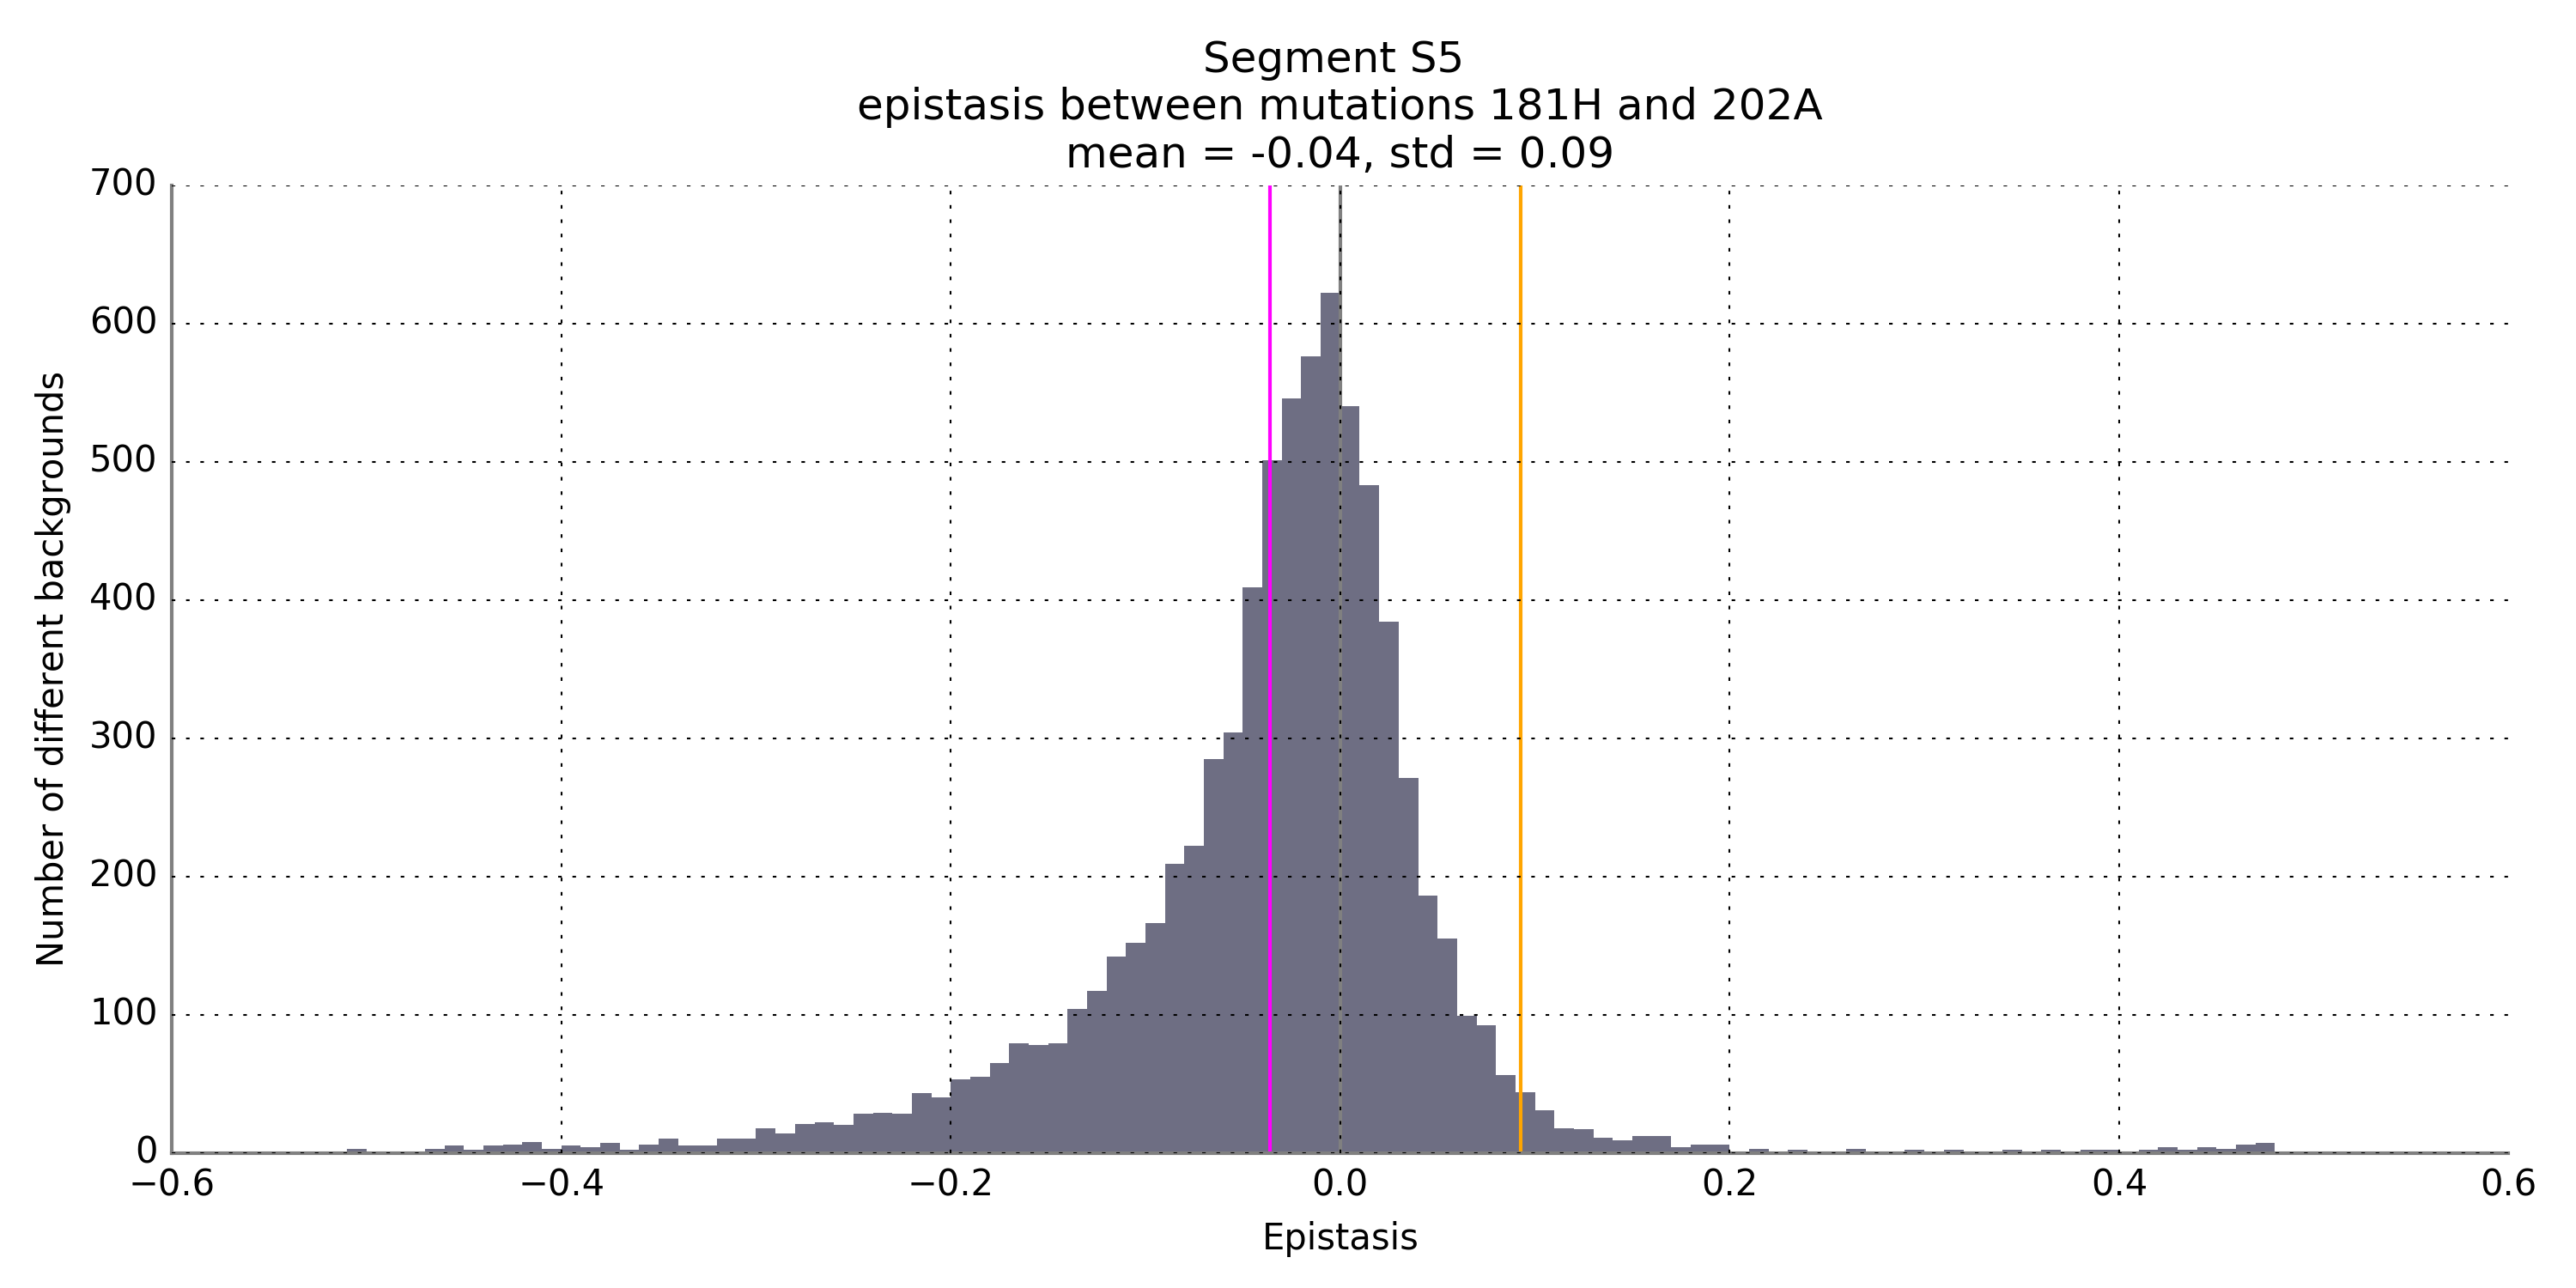 Segment S5
epistasis between mutations 181H and 202A
mean = -0.04, std = 0.09
700
600
500
400
300
200
100
0
Number of different backgrounds
−0.6 −0.4 −0.2 0.0 0.2 0.4 0.6
Epistasis